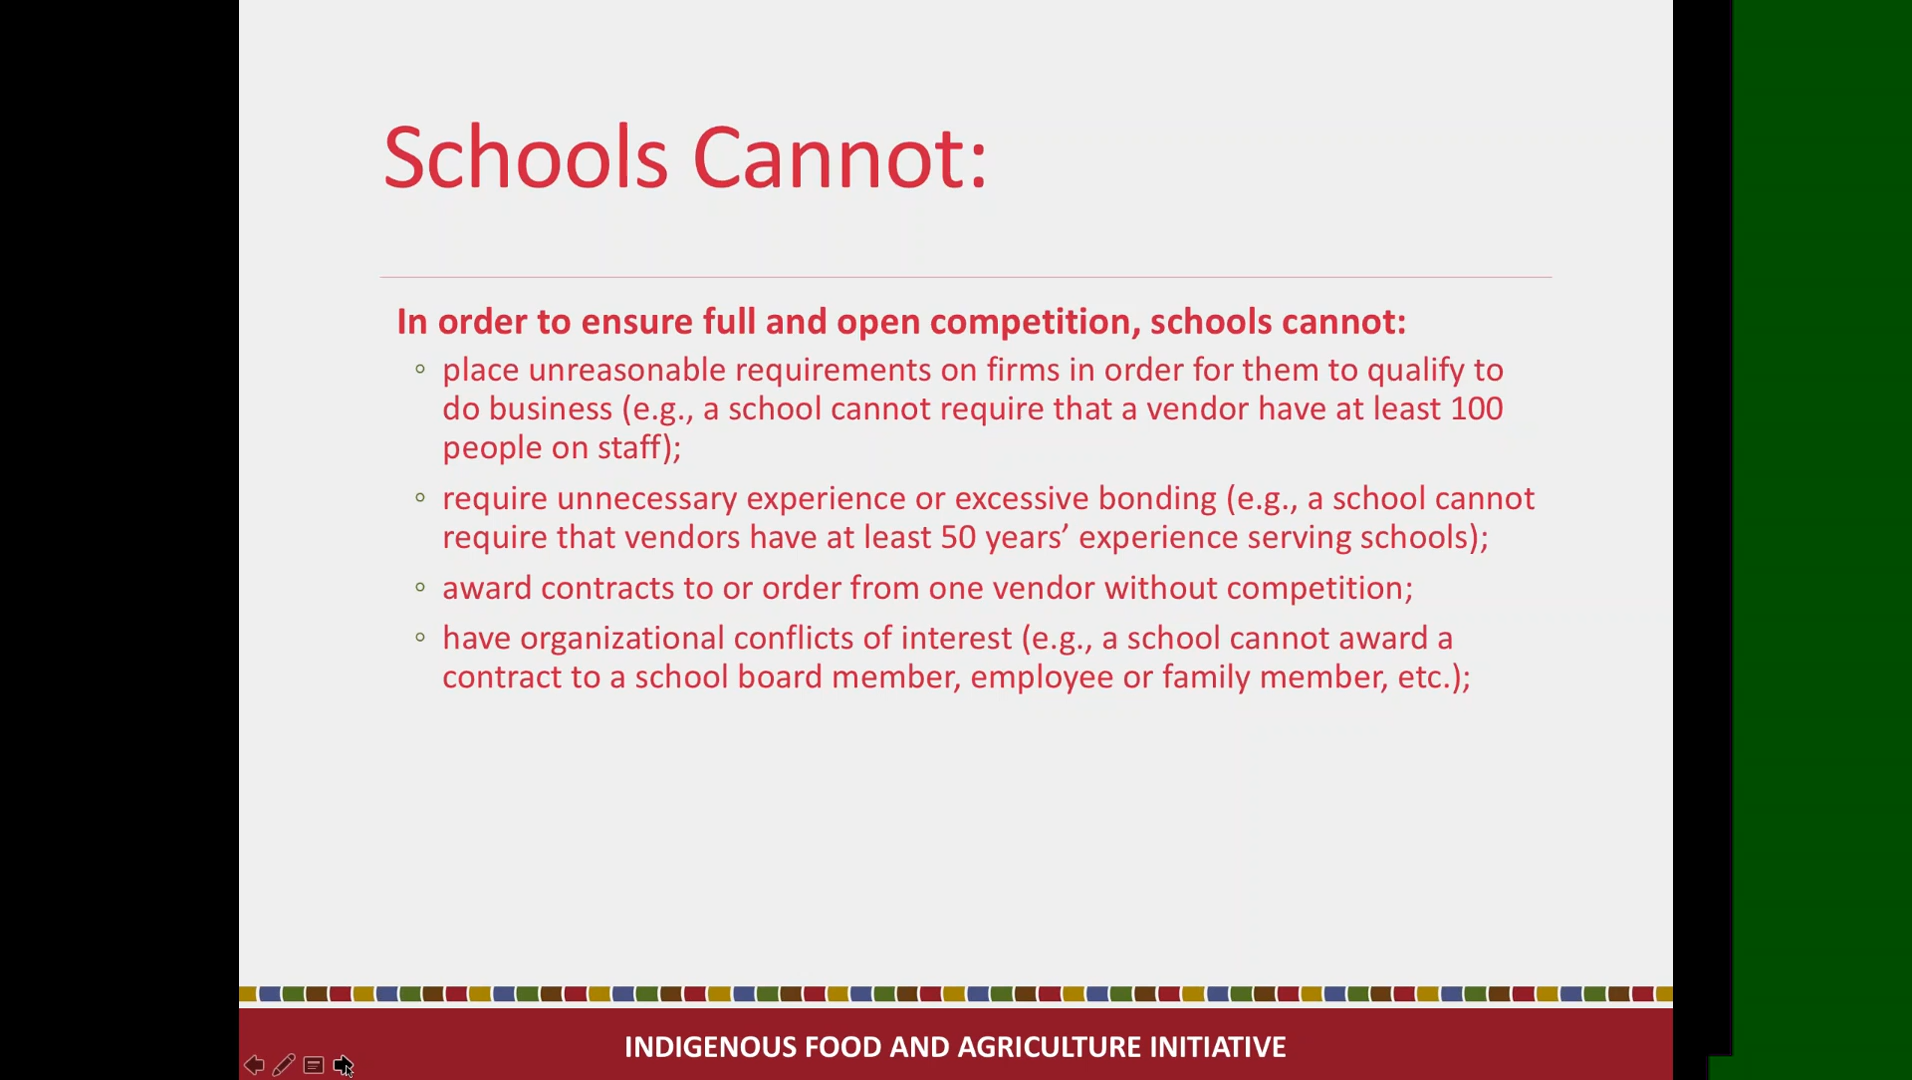 Schools Cannot:
In order to ensure full and open competition, schools cannot:
◦ place unreasonable requirements on firms in order for them to qualify to
do business (e.g., a school cannot require that a vendor have at least 100
people on staff);
◦ require unnecessary experience or excessive bonding (e.g., a school cannot
require that vendors have at least 50 years’ experience serving schools);
◦ award contracts to or order from one vendor without competition;
◦ have organizational conflicts of interest (e.g., a school cannot award a
contract to a school board member, employee or family member, etc.);
INDIGENOUS FOOD AND AGRICULTURE INITIATIVE